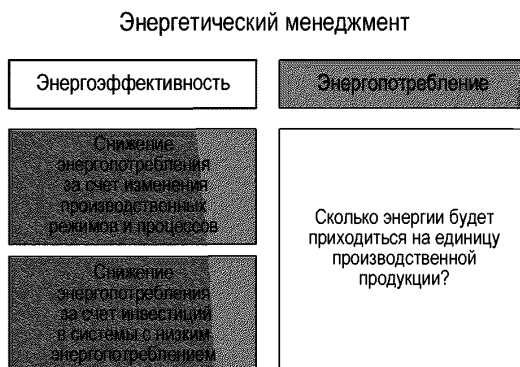 Энергетический менеджмент
Энергоэффективность
Энергопотребление
Снижение
энергопотребления
за счет изменения
производственных
режимов и процессов
Снижение
энергопотребления
за счет инвестиций
в системы с низким
энергопотреблением
Сколько энергии будет
приходиться на единицу
производственной
продукции?